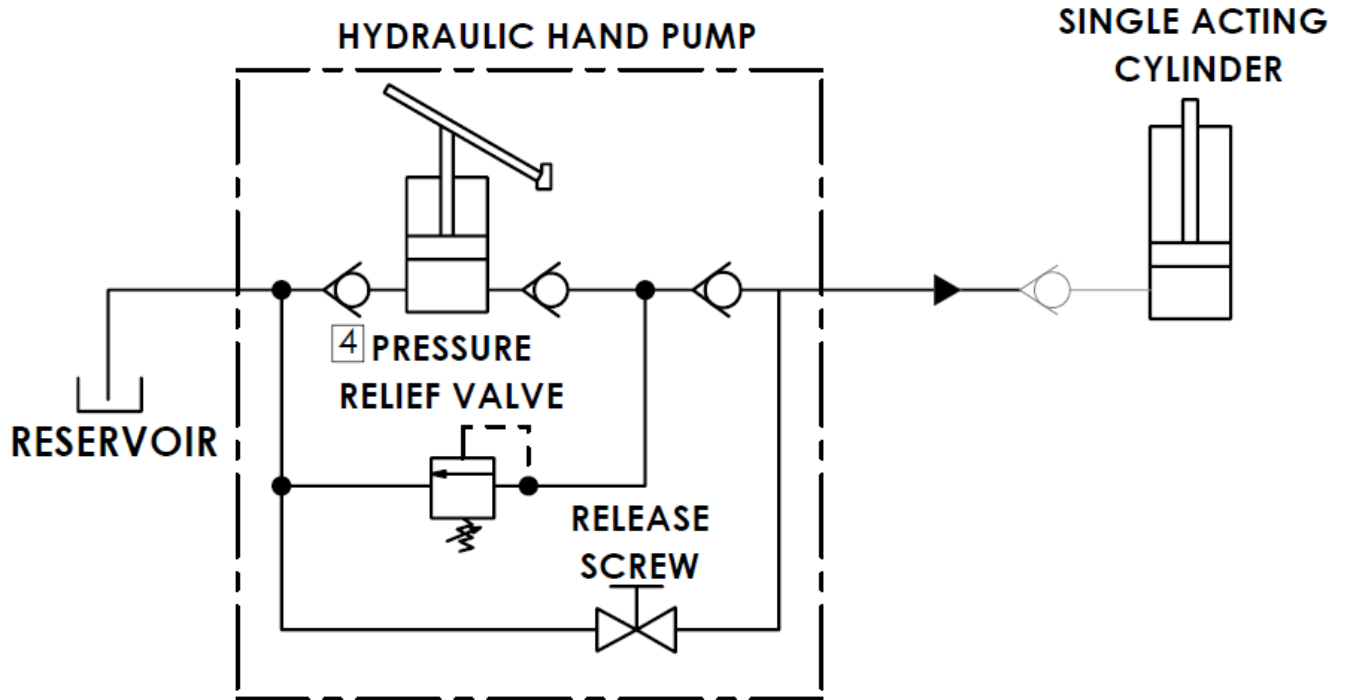 HYDRAULIC HAND PUMP
SINGLE ACTING
CYLINDER
4 PRESSURE
RELIEF VALVE
RESERVOIR
RELEASE
SCREW